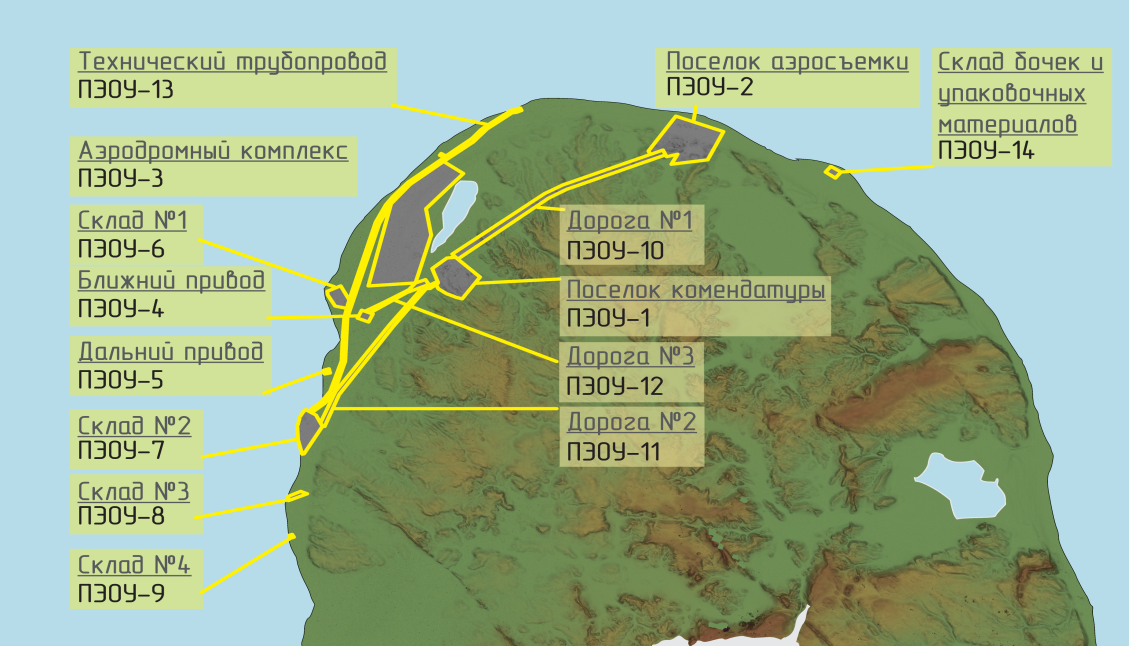 Технический трубопровод
ПЭОУ-13
Аэродромный комплекс
ПЭОУ-3
Склад №1
ПЭОУ-6
Ближний привод
ПЭОУ-4
Дальний привод
ПЭОУ-5
Склад №2
ПЭОУ-7
Склад №3
ПЭОУ-8
Склад №4
ПЭОУ-9
Поселок аэросъемки
ПЭОУ-2
Склад бочек и
упаковочных
материалов
ПЭОУ-14
Дорога №1
ПЭОУ-10
Поселок комендатуры
ПЭОУ-1
Дорога №3
ПЭОУ-12
Дорога №2
ПЭОУ-11